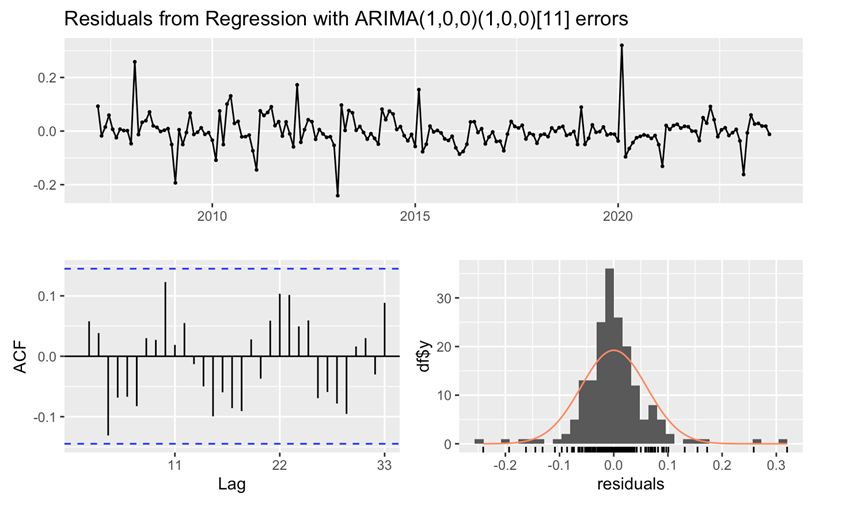 Residuals from Regression with ARIMA(1,0,0)(1,0,0)[11] errors
0.2
0.0
-0.2
2010 2015 2020
ACF
0.1
0.0
-0.1
11 22 33
Lag
df$y
30
20
10
0
-0.2 -0.1 0.0 0.1 0.2 0.3
residuals